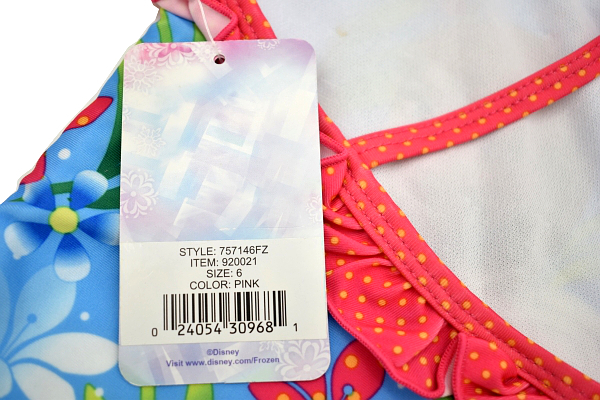 STYLE: 757146FZ
ITEM: 920021
SIZE: 6
COLOR: PINK
0 24054 30968 1
©Disney
Visit www.disney.com/Frozen